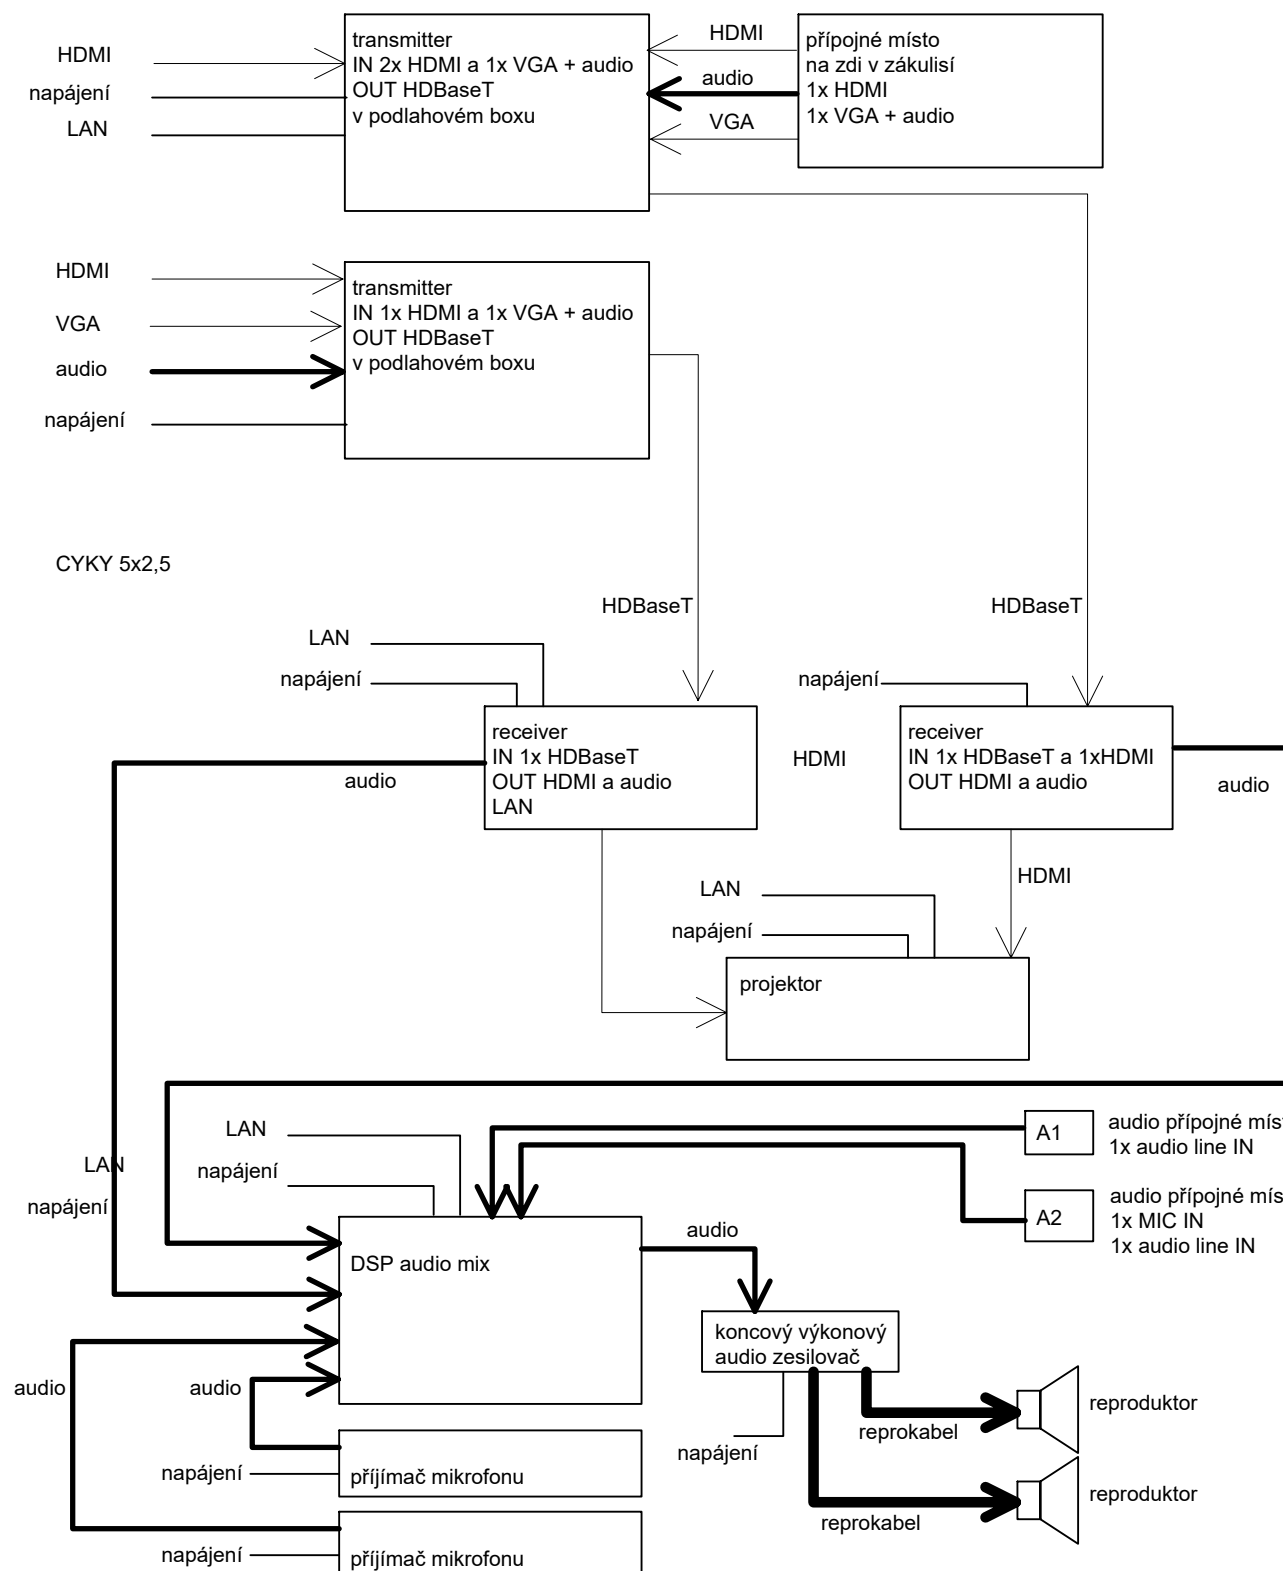 HDMI
napájení
LAN
transmitter
IN 2x HDMI a 1x VGA + audio
OUT HDBaseT
v podlahovém boxu
HDMI
audio
VGA
přípojné místo
na zdi v zákulisí
1x HDMI
1x VGA + audio
HDMI
VGA
audio
napájení
transmitter
IN 1x HDMI a 1x VGA + audio
OUT HDBaseT
v podlahovém boxu
CYKY 5x2,5
HDBaseT
HDBaseT
LAN
napájení
napájení
receiver
IN 1x HDBaseT
OUT HDMI a audio
LAN
HDMI
receiver
IN 1x HDBaseT a 1xHDMI
OUT HDMI a audio
audio
audio
HDMI
LAN
napájení
projektor
LAN
napájení
LAN
napájení
A1
audio přípojné mís
1x audio line IN
A2
audio přípojné mís
1x MIC IN
1x audio line IN
DSP audio mix
audio
koncový výkonový
audio zesilovač
audio
audio
napájení
reprokabel
reproduktor
napájení
příjímač mikrofonu
reprokabel
reproduktor
napájení
příjímač mikrofonu